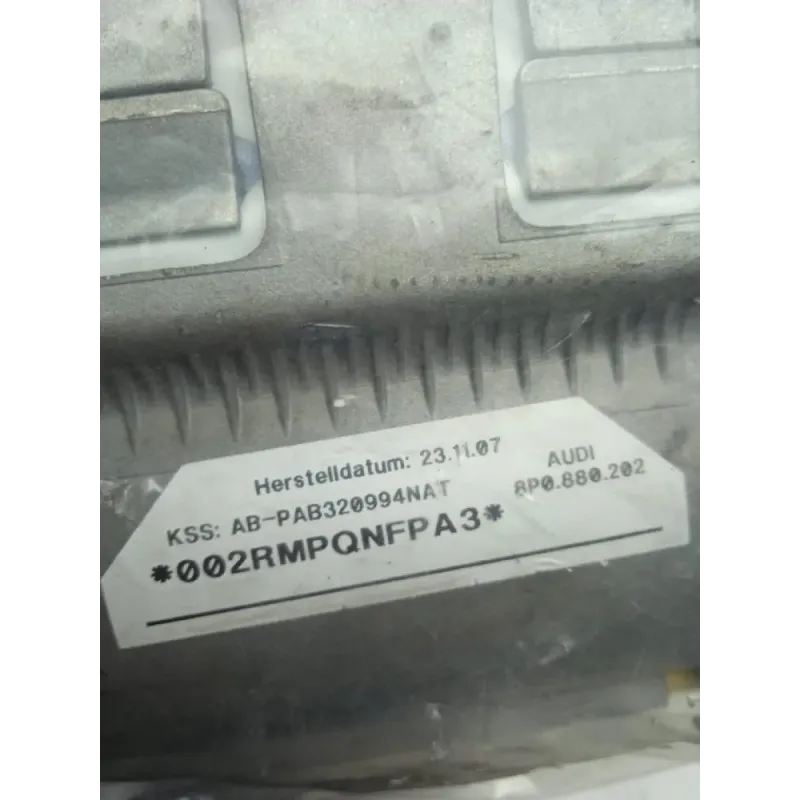 Herstelldatum: 23.11.07
AUDI
KSS: AB-PAB320994NAT
8P0.880.202
*002RMPQNFPA3*